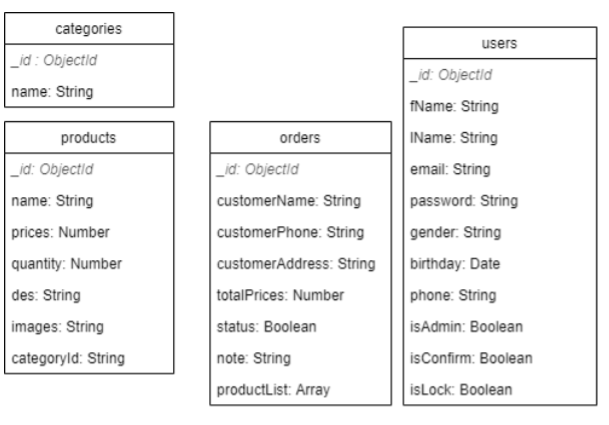 categories
_id : ObjectId
name: String
products
_id: ObjectId
name: String
prices: Number
quantity: Number
des: String
images: String
categoryId: String
orders
_id: ObjectId
customerName: String
customerPhone: String
customerAddress: String
totalPrices: Number
status: Boolean
note: String
productList: Array
users
_id: ObjectId
fName: String
lName: String
email: String
password: String
gender: String
birthday: Date
phone: String
isAdmin: Boolean
isConfirm: Boolean
isLock: Boolean